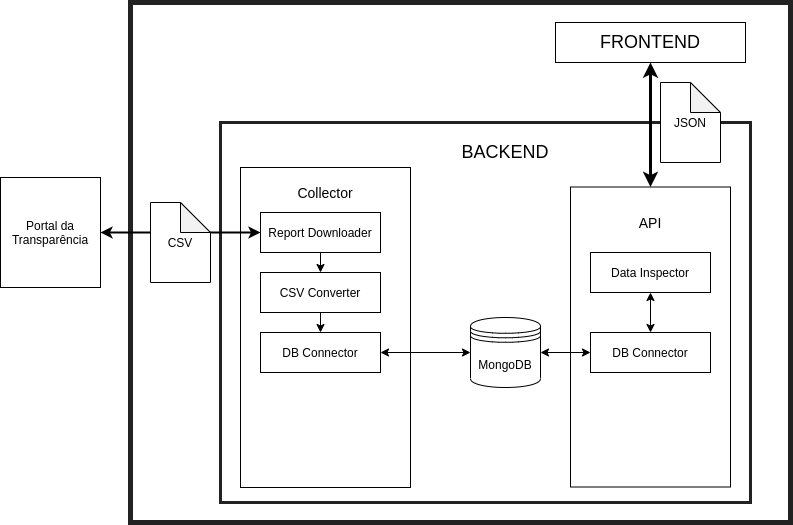 FRONTEND
JSON
BACKEND
Portal da
Transparência
CSV
Collector
Report Downloader
CSV Converter
DB Connector
MongoDB
API
Data Inspector
DB Connector